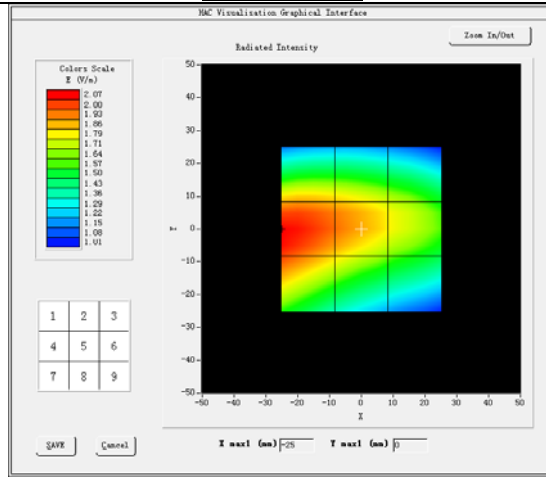 HAC Visualisation Graphical Interface
Zoom In/Out
Radiated Intensity
Colors Scale
E (V/m)
2.07
2.00
1.93
1.86
1.79
1.71
1.64
1.57
1.50
1.43
1.36
1.29
1.22
1.15
1.08
1.01
50
40
30
20
10
Y 0
-10
-20
-30
-40
-50
-50 -40 -30 -20 -10 0 10 20 30 40 50
X
1 2 3
4 5 6
7 8 9
SAVE Cancel X max1 (mm) -25 Y max1 (mm) 0